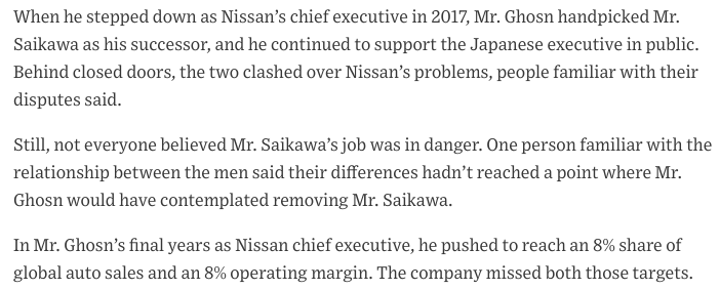 When he stepped down as Nissan’s chief executive in 2017, Mr. Ghosn handpicked Mr.
Saikawa as his successor, and he continued to support the Japanese executive in public.
Behind closed doors, the two clashed over Nissan’s problems, people familiar with their
disputes said.
Still, not everyone believed Mr. Saikawa’s job was in danger. One person familiar with the
relationship between the men said their differences hadn’t reached a point where Mr.
Ghosn would have contemplated removing Mr. Saikawa.
In Mr. Ghosn’s final years as Nissan chief executive, he pushed to reach an 8% share of
global auto sales and an 8% operating margin. The company missed both those targets.